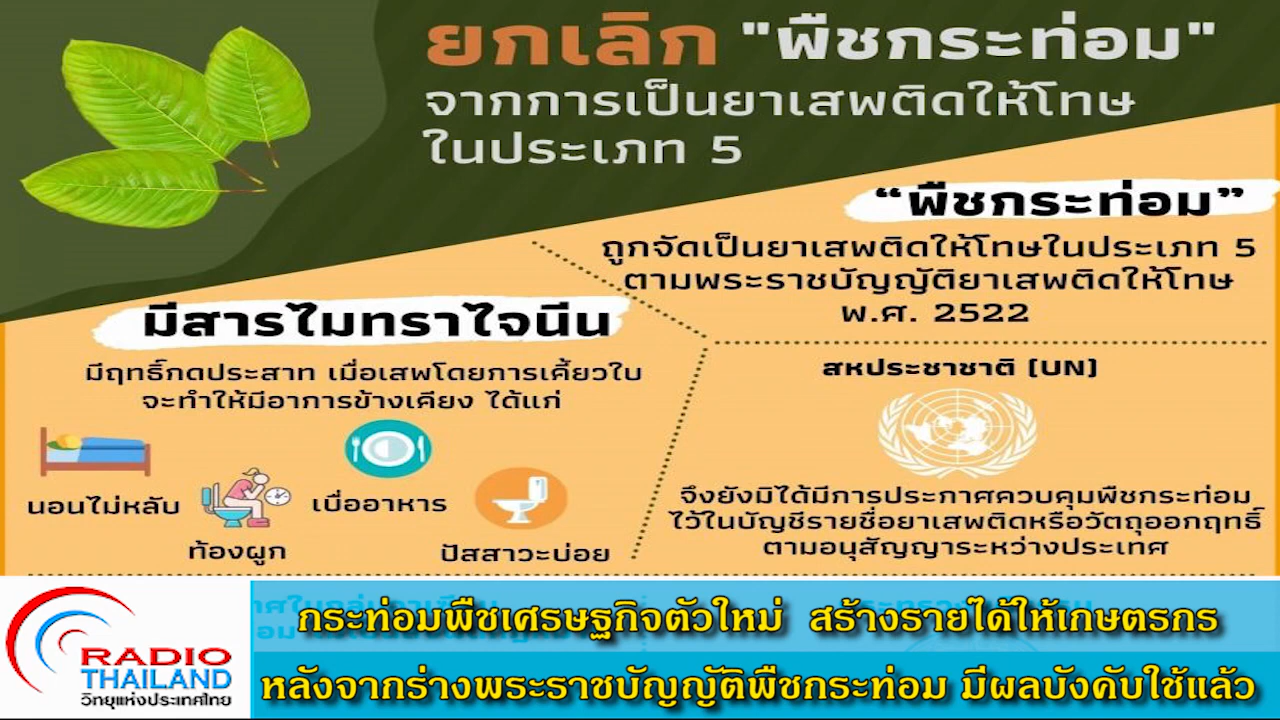 ยกเลิก "พืชกระท่อม"
จากการเป็นยาเสพติดให้โทษ
ในประเภท 5
“พืชกระท่อม”
ถูกจัดเป็นยาเสพติดให้โทษในประเภท 5
ตามพระราชบัญญัติยาเสพติดให้โทษ
พ.ศ. 2522
มีสารไมทราไจนีน
มีฤทธิ์กดประสาท เมื่อเสพโดยการเคี้ยวใบ
จะทำให้มีอาการข้างเคียง ได้แก่
นอนไม่หลับ
ท้องผูก
เบื่ออาหาร
ปัสสาวะบ่อย
สหประชาชาติ (UN)
จึงยังมิได้มีการประกาศควบคุมพืชกระท่อม
ไว้ในบัญชีรายชื่อยาเสพติดหรือวัตถุออกฤทธิ์
ตามอนุสัญญาระหว่างประเทศ
RADIO
THAILAND
วิทยุแห่งประเทศไทย
กระท่อมพืชเศรษฐกิจตัวใหม่ สร้างรายได้ให้เกษตรกร
หลังจากร่างพระราชบัญญัติพืชกระท่อม มีผลบังคับใช้แล้ว